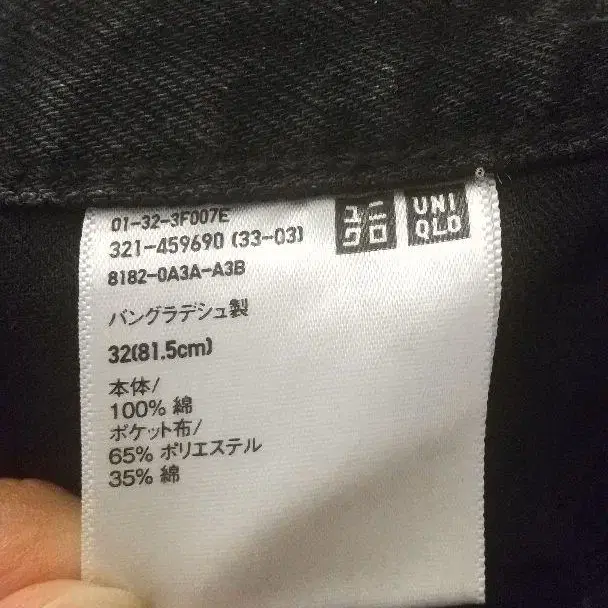 01-32-3F007E
321-459690 (33-03)
8182-0A3A-A3B
ユニ
クロ
UNI
QLO
バングラデシュ製
32(81.5cm)
本体/
100% 綿
ポケット布/
65% ポリエステル
35% 綿